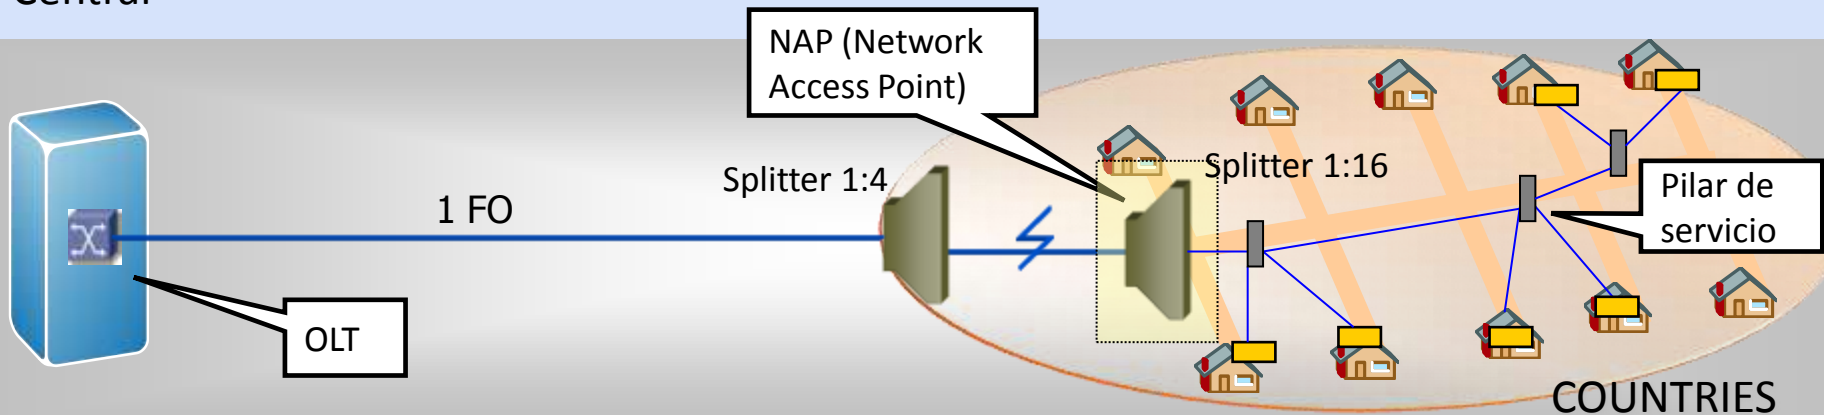 Central
NAP (Network
Access Point)
Splitter 1:4
Splitter 1:16
1 FO
Pilar de
servicio
OLT
COUNTRIES